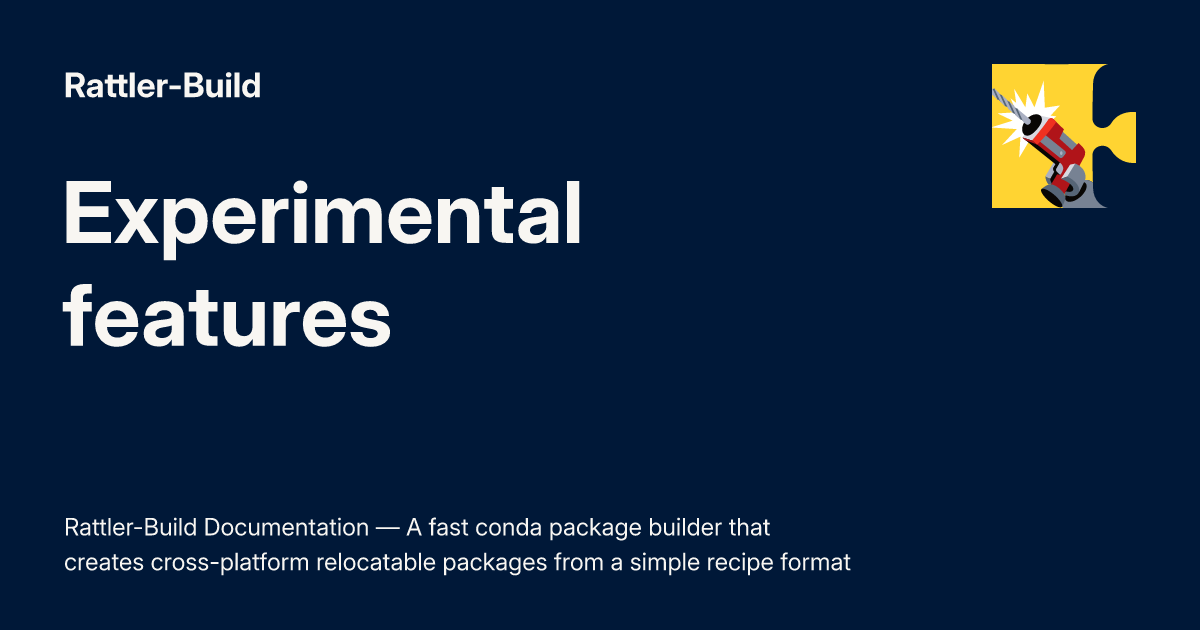 Rattler-Build
Experimental
features
Rattler-Build Documentation — A fast conda package builder that
creates cross-platform relocatable packages from a simple recipe format